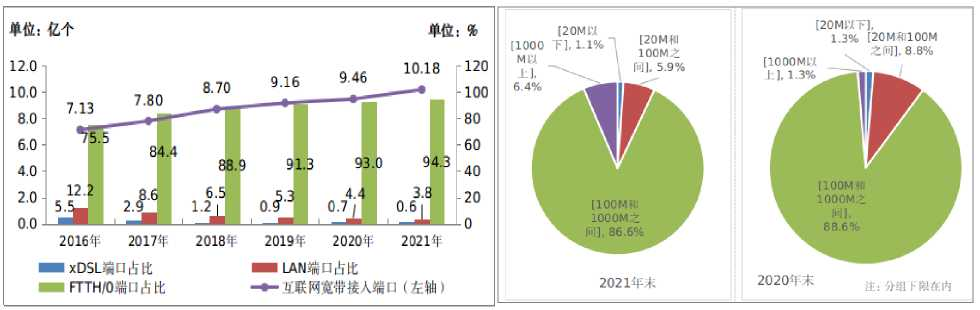 单位：亿个
单位：%
12.0
10.0
8.0
6.0
4.0
2.0
0.0
120
100
80
60
40
20
0
7.13
7.80
8.70
9.16
9.46
10.18
75.5
84.4
88.9
91.3
93.0
94.3
5.5
12.2
2.9
8.6
1.2
6.5
0.9
5.3
0.7
4.4
0.6
3.8
2016年
2017年
2018年
2019年
2020年
2021年
xDSL端口占比
LAN端口占比
FTTH/0端口占比
互联网宽带接入端口（左轴）
[1000
M以
上],
6.4%
[20M以
下], 1.1%
[20M和
100M之
间], 5.9%
[100M和
1000M之
间], 86.6%
2021年末
[20M以下],
1.3%
[20M和100M
之间], 8.8%
[1000M以
上], 1.3%
[100M和
1000M之
间],
88.6%
2020年末
注：分组下限在内